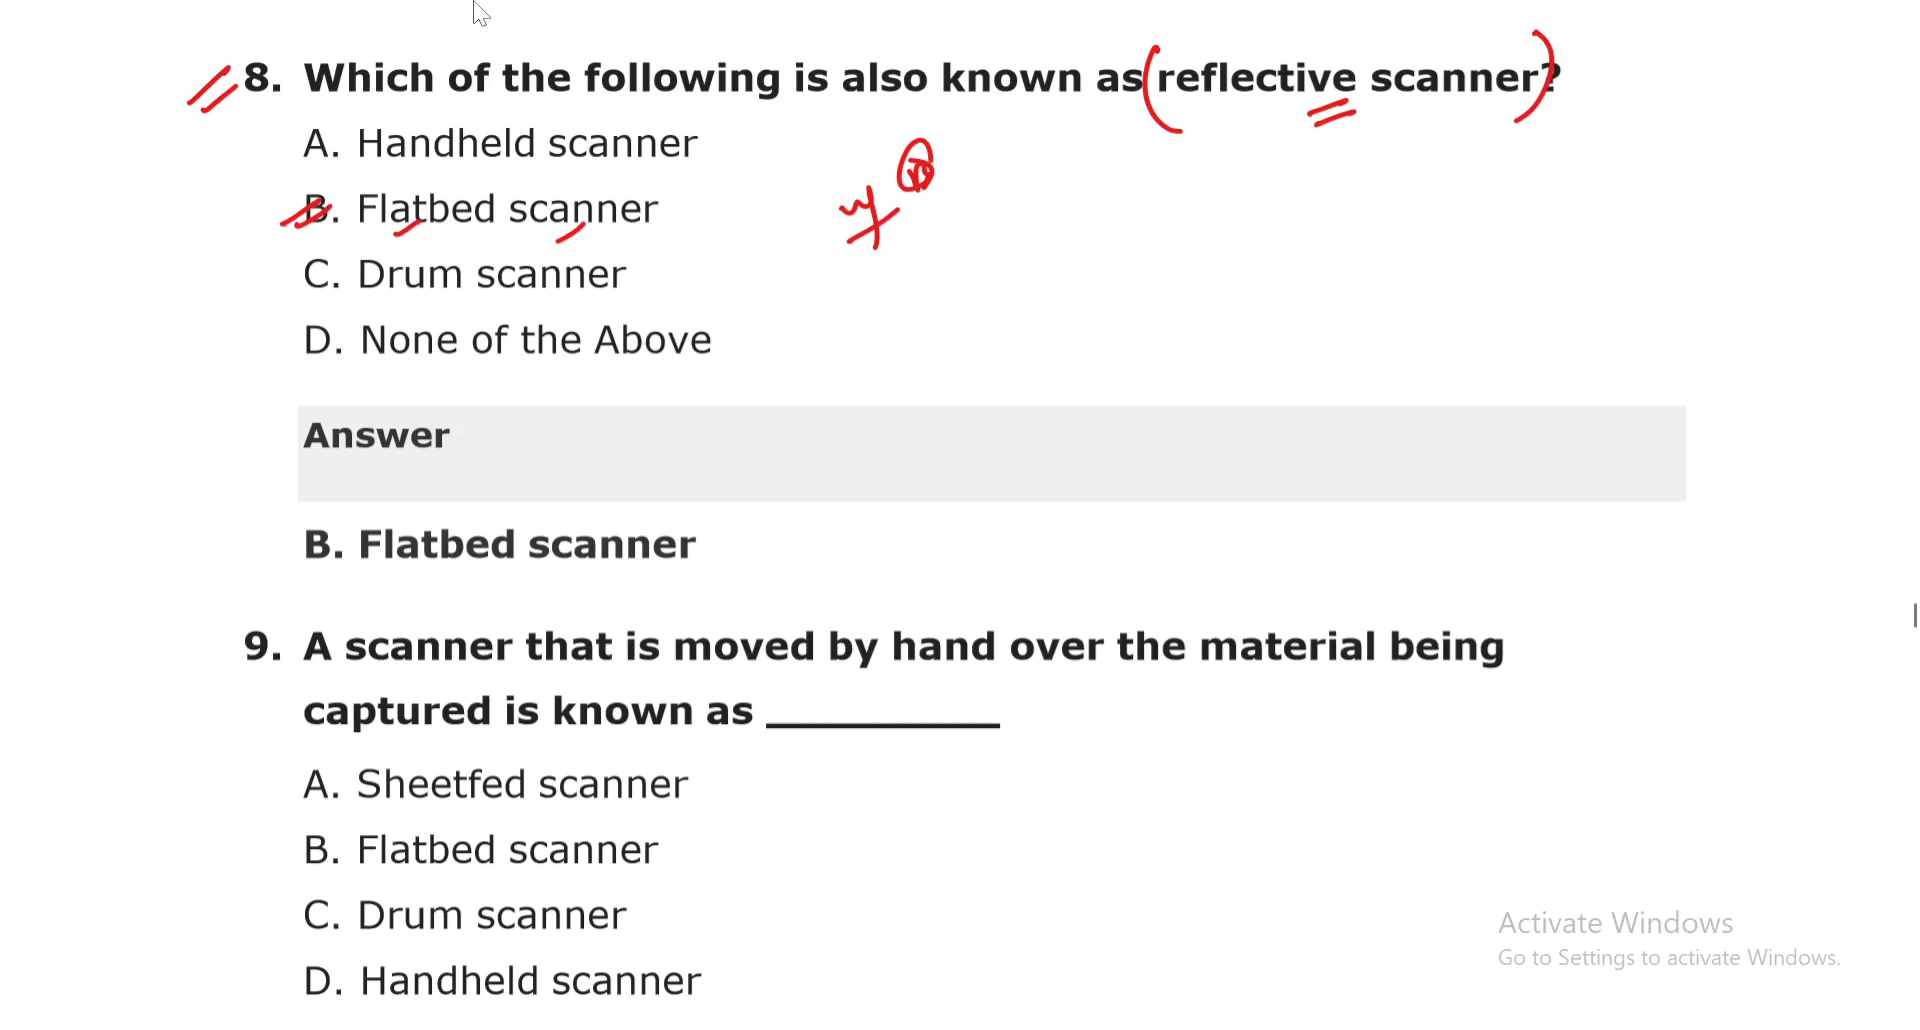 8. Which of the following is also known as reflective scanner?
A. Handheld scanner
B. Flatbed scanner
C. Drum scanner
D. None of the Above
Answer
B. Flatbed scanner
9. A scanner that is moved by hand over the material being
captured is known as __________
A. Sheetfed scanner
B. Flatbed scanner
C. Drum scanner
D. Handheld scanner
Activate Windows
Go to Settings to activate Windows.